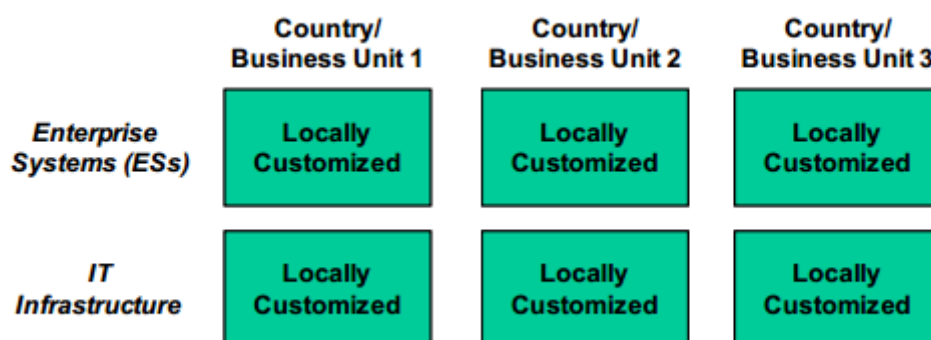 Country/
Business Unit 1
Country/
Business Unit 2
Country/
Business Unit 3
Enterprise
Systems (ESs)
Locally
Customized
Locally
Customized
Locally
Customized
IT
Infrastructure
Locally
Customized
Locally
Customized
Locally
Customized